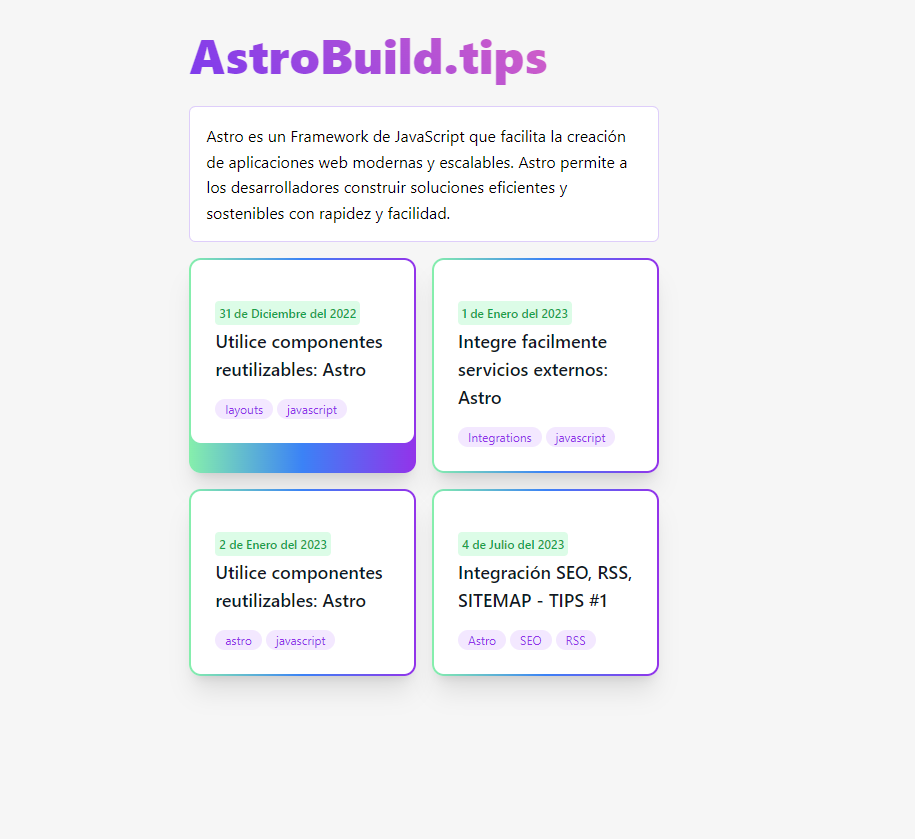 AstroBuild.tips
Astro es un Framework de JavaScript que facilita la creación
de aplicaciones web modernas y escalables. Astro permite a
los desarrolladores construir soluciones eficientes y
sostenibles con rapidez y facilidad.
31 de Diciembre del 2022
Utilice componentes
reutilizables: Astro
layouts javascript
1 de Enero del 2023
Integre facilmente
servicios externos:
Astro
Integrations javascript
2 de Enero del 2023
Utilice componentes
reutilizables: Astro
astro javascript
4 de Julio del 2023
Integración SEO, RSS,
SITEMAP - TIPS #1
Astro SEO RSS